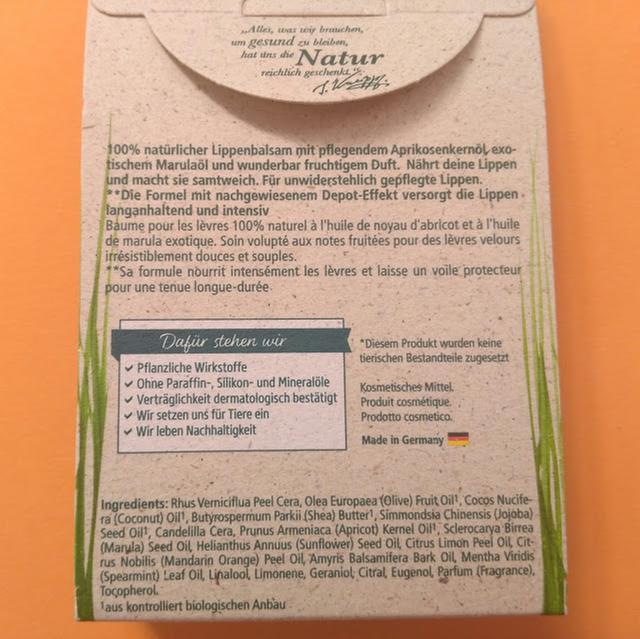 „Alles, was wir brauchen,
um gesund zu bleiben,
hat uns die Natur
reichlich geschenkt.“
100% natürlicher Lippenbalsam mit pflegendem Aprikosenkernöl, exo-
tischem Marulaöl und wunderbar fruchtigem Duft. Nährt deine Lippen
und macht sie samtweich. Für unwiderstehlich gepflegte Lippen.
**Die Formel mit nachgewiesenem Depot-Effekt versorgt die Lippen
langanhaltend und intensiv
Baume pour les lèvres 100% naturel à l'huile de noyau d'abricot et à l'huile
de marula exotique. Soin volupté aux notes fruitées pour des lèvres velours
irrésistiblement douces et souples.
**Sa formule nourrit intensément les lèvres et laisse un voile protecteur
pour une tenue longue-durée
Dafür stehen wir
✓ Pflanzliche Wirkstoffe
✓ Ohne Paraffin-, Silikon- und Mineralöle
✓ Verträglichkeit dermatologisch bestätigt
✓ Wir setzen uns für Tiere ein
✓ Wir leben Nachhaltigkeit
*Diesem Produkt wurden keine
tierischen Bestandteile zugesetzt
Kosmetisches Mittel.
Produit cosmétique.
Prodotto cosmetico.
Made in Germany
Ingredients: Rhus Verniciflua Peel Cera, Olea Europaea (Olive) Fruit Oil¹, Cocos Nucife-
ra (Coconut) Oil¹, Butyrospermum Parkii (Shea) Butter¹, Simmondsia Chinensis (Jojoba)
Seed Oil¹, Candelilla Cera, Prunus Armeniaca (Apricot) Kernel Oil¹, Sclerocarya Birrea
(Marula) Seed Oil, Helianthus Annuus (Sunflower) Seed Oil, Citrus Limon Peel Oil, Cit-
rus Nobilis (Mandarin Orange) Peel Oil, Amyris Balsamifera Bark Oil, Mentha Viridis
(Spearmint) Leaf Oil, Linalool, Limonene, Geraniol, Citral, Eugenol, Parfum (Fragrance),
Tocopherol.
¹aus kontrolliert biologischen Anbau